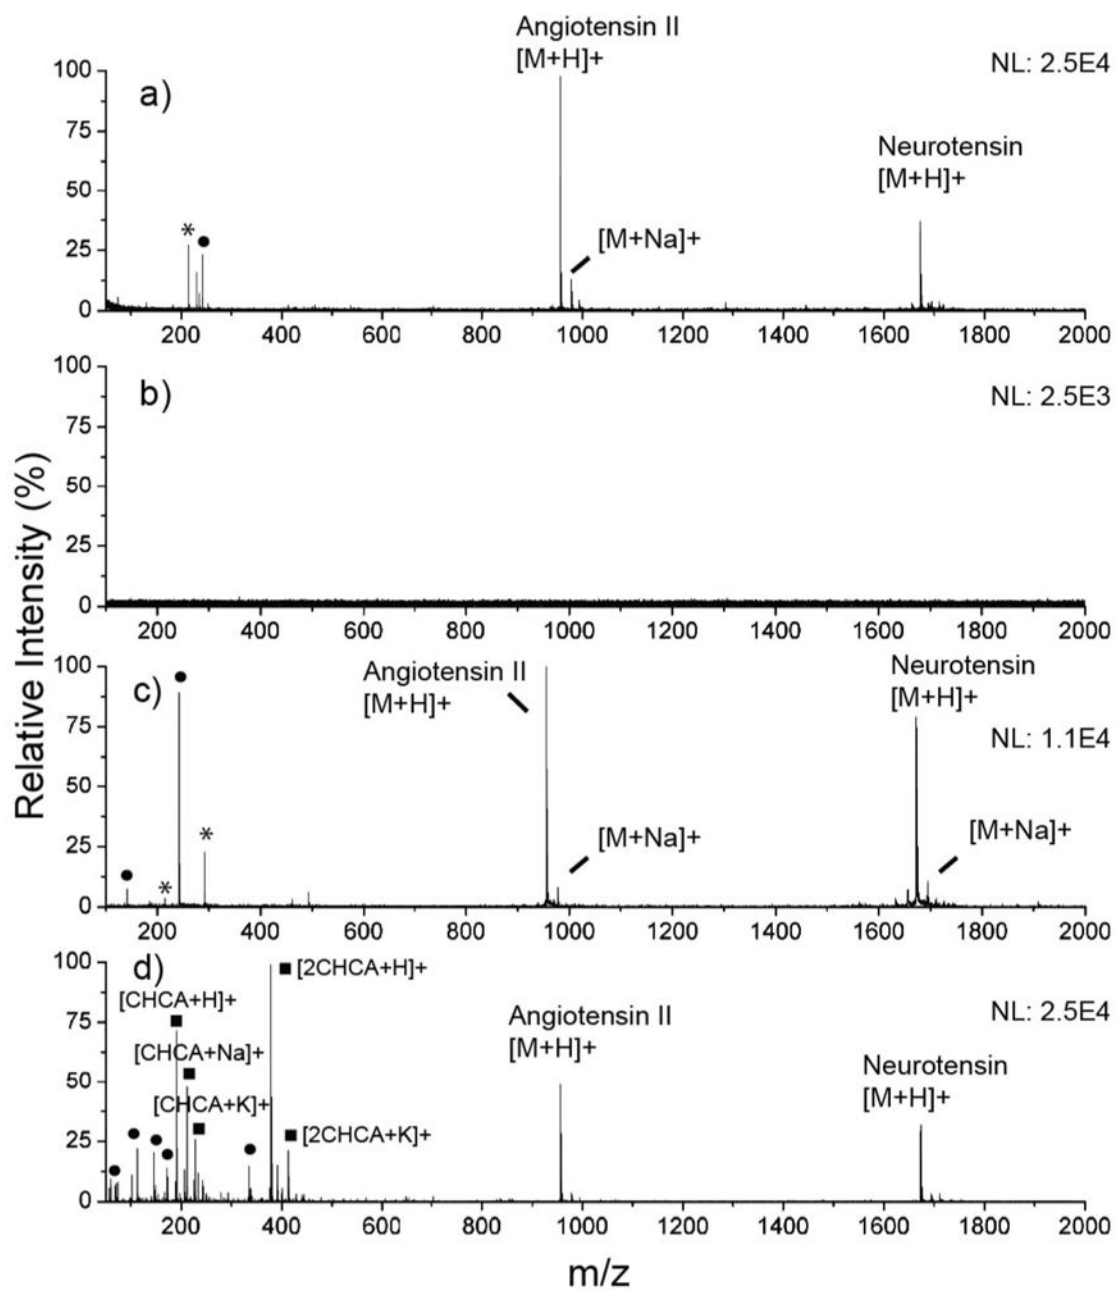 Angiotensin II
[M+H]+
NL: 2.5E4
a)
Neurotensin
[M+H]+
[M+Na]+
*
100
75
50
25
0
200 400 600 800 1000 1200 1400 1600 1800 2000
b)
NL: 2.5E3
100
75
50
25
0
200 400 600 800 1000 1200 1400 1600 1800 2000
Relative Intensity (%)
c)
Angiotensin II
[M+H]+
Neurotensin
[M+H]+
NL: 1.1E4
[M+Na]+
[M+Na]+
*
*
100
75
50
25
0
200 400 600 800 1000 1200 1400 1600 1800 2000
d)
[2CHCA+H]+
[CHCA+H]+
[CHCA+Na]+
[CHCA+K]+
[2CHCA+K]+
Angiotensin II
[M+H]+
NL: 2.5E4
Neurotensin
[M+H]+
100
75
50
25
0
200 400 600 800 1000 1200 1400 1600 1800 2000
m/z